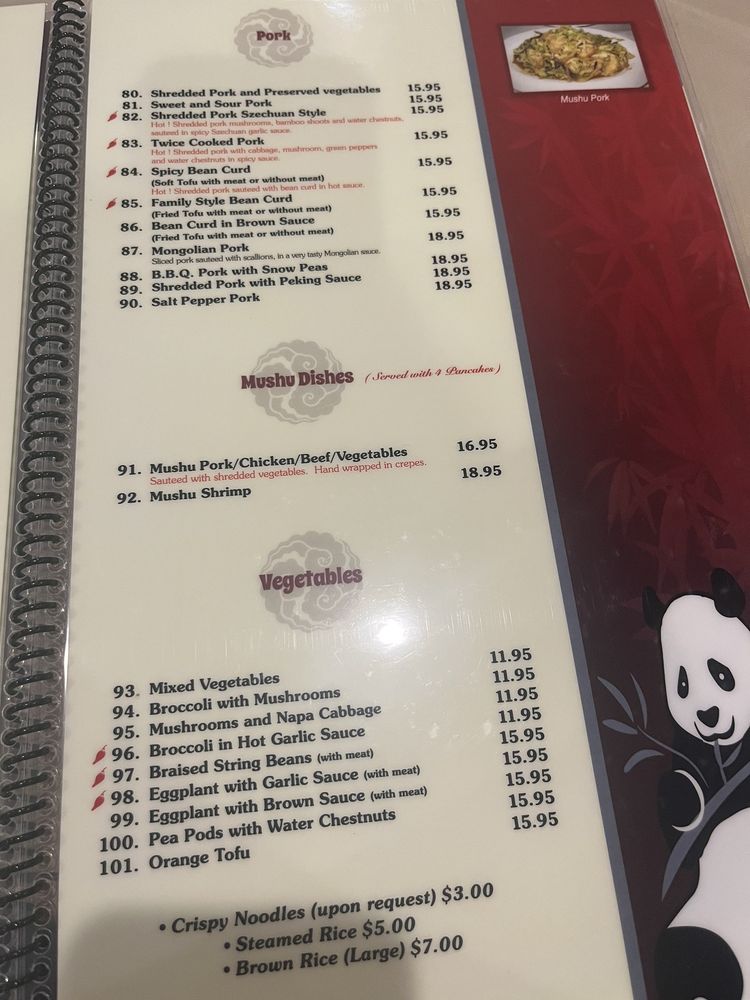 Pork
80. Shredded Pork and Preserved vegetables 15.95
81. Sweet and Sour Pork 15.95
82. Shredded Pork Szechuan Style 15.95
Hot ! Shredded pork mushrooms, bamboo shoots and water chestnuts,
sauteed in spicy Szechuan garlic sauce.
83. Twice Cooked Pork 15.95
Hot ! Shredded pork with cabbage, mushroom, green peppers
and water chestnuts in spicy sauce.
84. Spicy Bean Curd 15.95
(Soft Tofu with meat or without meat)
Hot ! Shredded pork sauteed with bean curd in hot sauce.
85. Family Style Bean Curd 15.95
(Fried Tofu with meat or without meat)
86. Bean Curd in Brown Sauce 15.95
(Fried Tofu with meat or without meat)
87. Mongolian Pork 18.95
Sliced pork sauteed with scallions, in a very tasty Mongolian sauce.
88. B.B.Q. Pork with Snow Peas 18.95
89. Shredded Pork with Peking Sauce 18.95
90. Salt Pepper Pork 18.95
Mushu Pork
Mushu Dishes (Served with 4 Pancakes)
91. Mushu Pork/Chicken/Beef/Vegetables 16.95
Sauteed with shredded vegetables. Hand wrapped in crepes.
92. Mushu Shrimp 18.95
Vegetables
93. Mixed Vegetables 11.95
94. Broccoli with Mushrooms 11.95
95. Mushrooms and Napa Cabbage 11.95
96. Broccoli in Hot Garlic Sauce 11.95
97. Braised String Beans (with meat) 15.95
98. Eggplant with Garlic Sauce (with meat) 15.95
99. Eggplant with Brown Sauce (with meat) 15.95
100. Pea Pods with Water Chestnuts 15.95
101. Orange Tofu 15.95
• Crispy Noodles (upon request) $3.00
• Steamed Rice $5.00
• Brown Rice (Large) $7.00